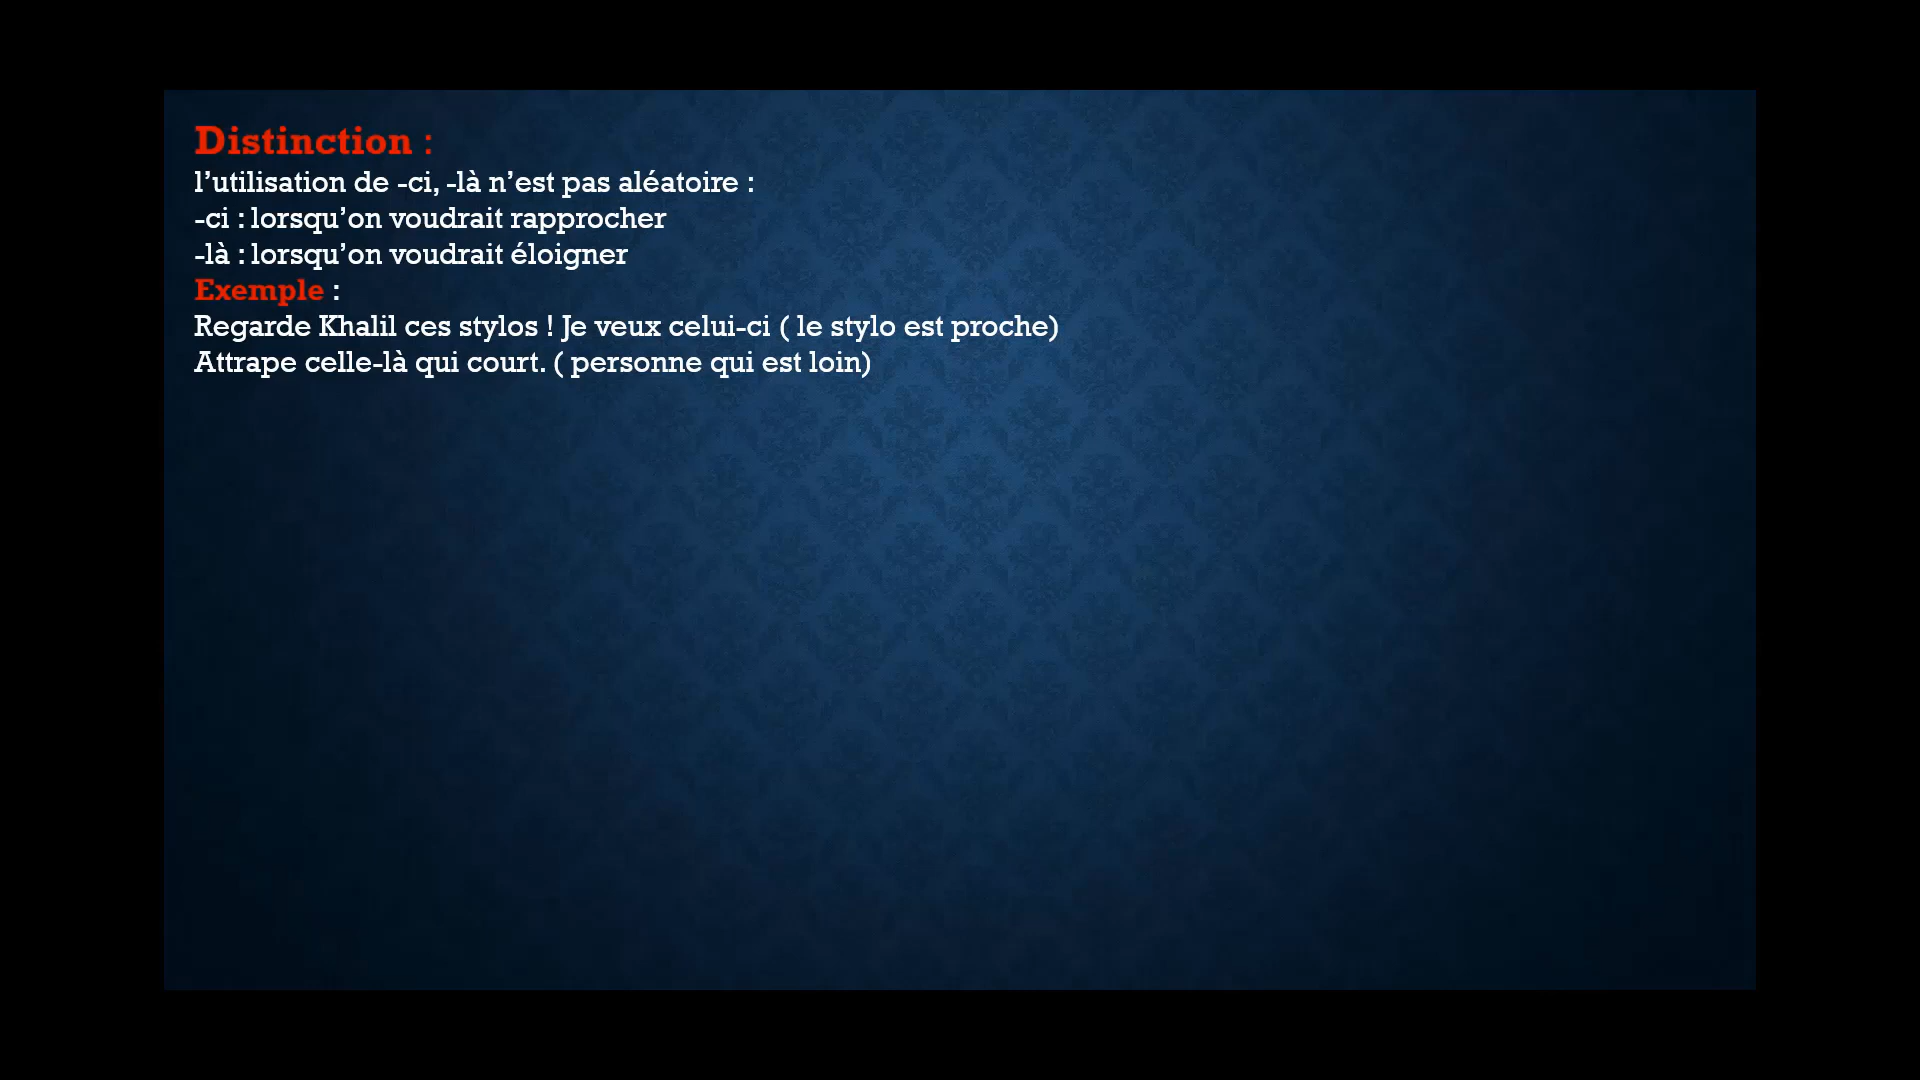 Distinction :
l’utilisation de -ci, -là n’est pas aléatoire :
-ci : lorsqu’on voudrait rapprocher
-là : lorsqu’on voudrait éloigner
Exemple :
Regarde Khalil ces stylos ! Je veux celui-ci ( le stylo est proche)
Attrape celle-là qui court. ( personne qui est loin)